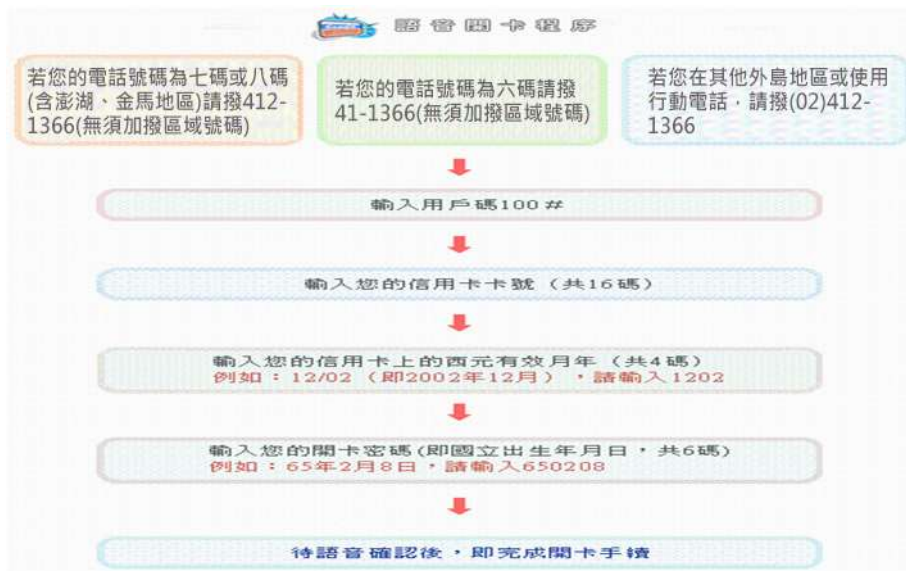 語音開卡程序
若您的電話號碼為七碼或八碼
(含澎湖、金馬地區)請撥412-
1366(無須加撥區域號碼)
若您的電話號碼為六碼請撥
41-1366(無須加撥區域號碼)
若您在其他外島地區或使用
行動電話，請撥(02)412-
1366
輸入用戶碼100#
輸入您的信用卡卡號（共16碼）
輸入您的信用卡上的西元有效月年（共4碼）
例如：12/02（即2002年12月），請輸入1202
輸入您的開卡密碼(即國立出生年月日，共6碼)
例如：65年2月8日，請輸入650208
待語音確認後，即完成開卡手續